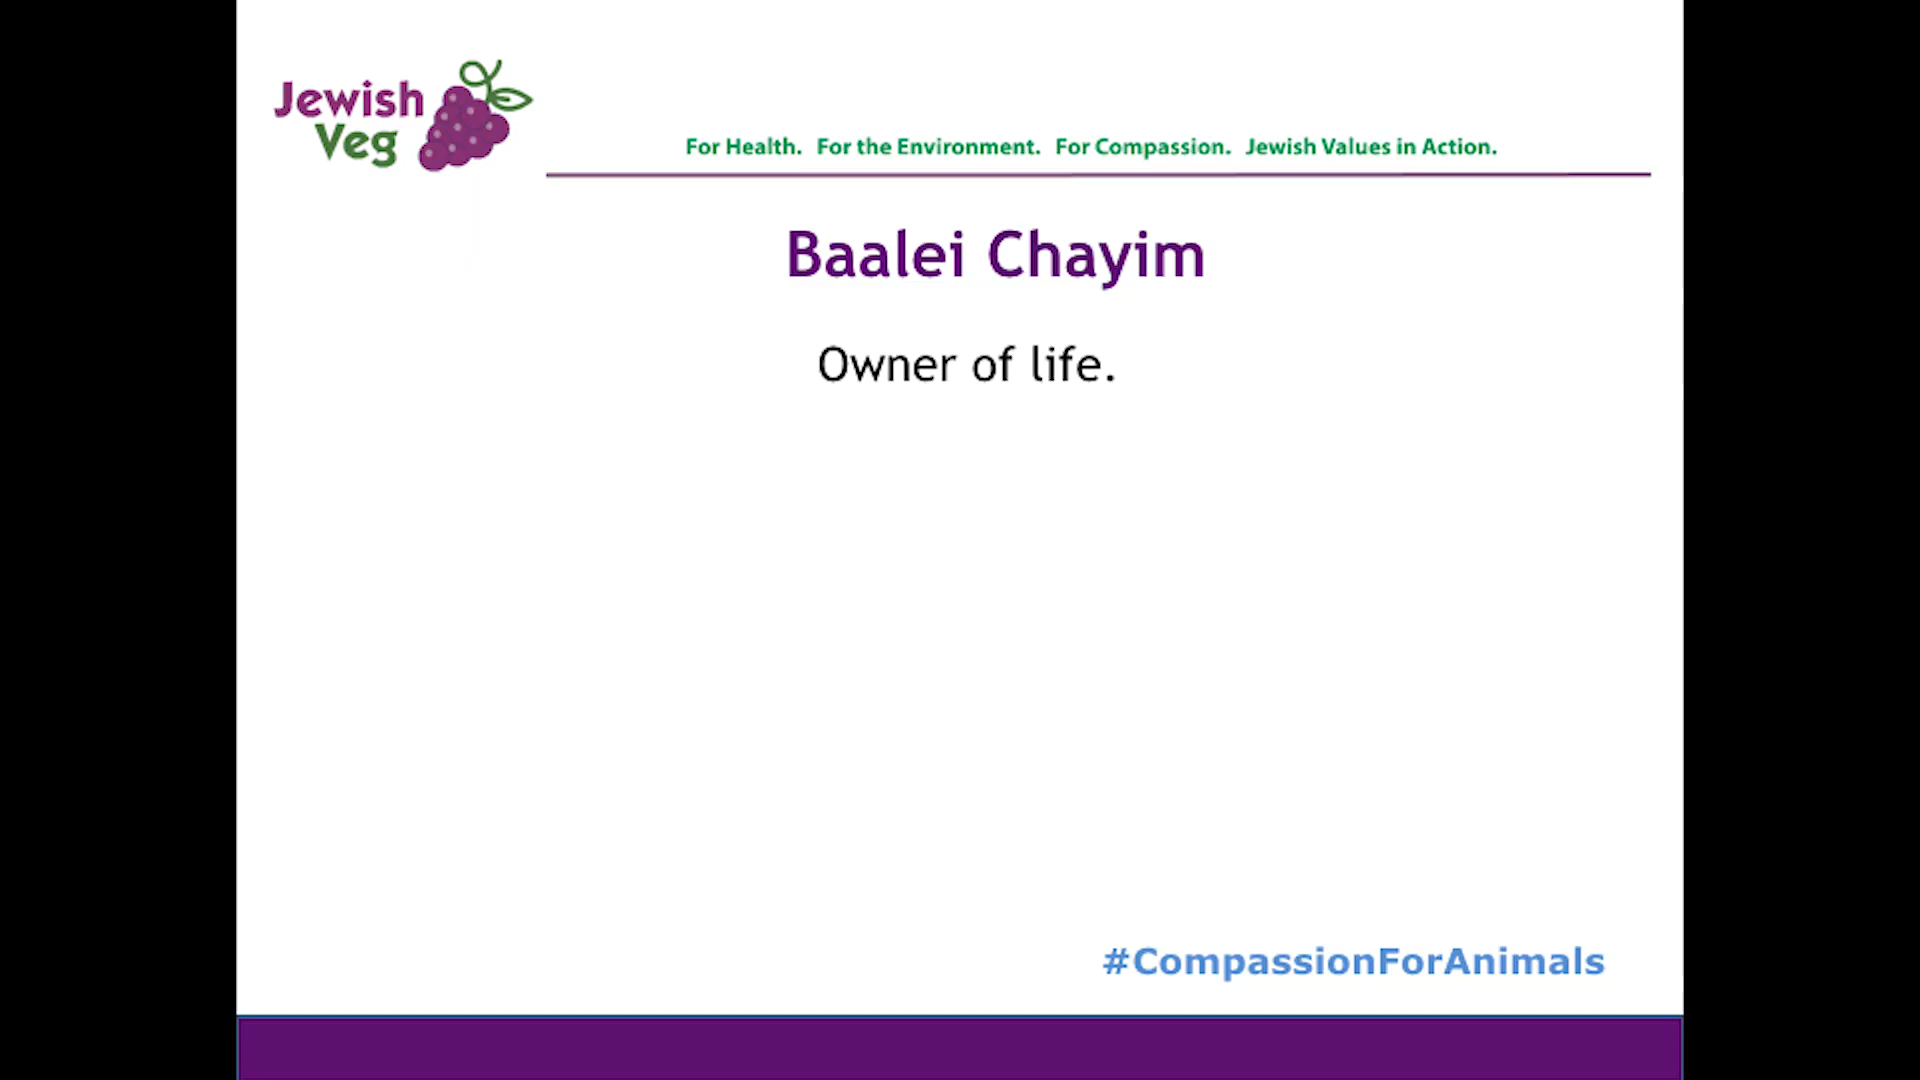 Jewish
Veg
For Health. For the Environment. For Compassion. Jewish Values in Action.
Baalei Chayim
Owner of life.
#CompassionForAnimals